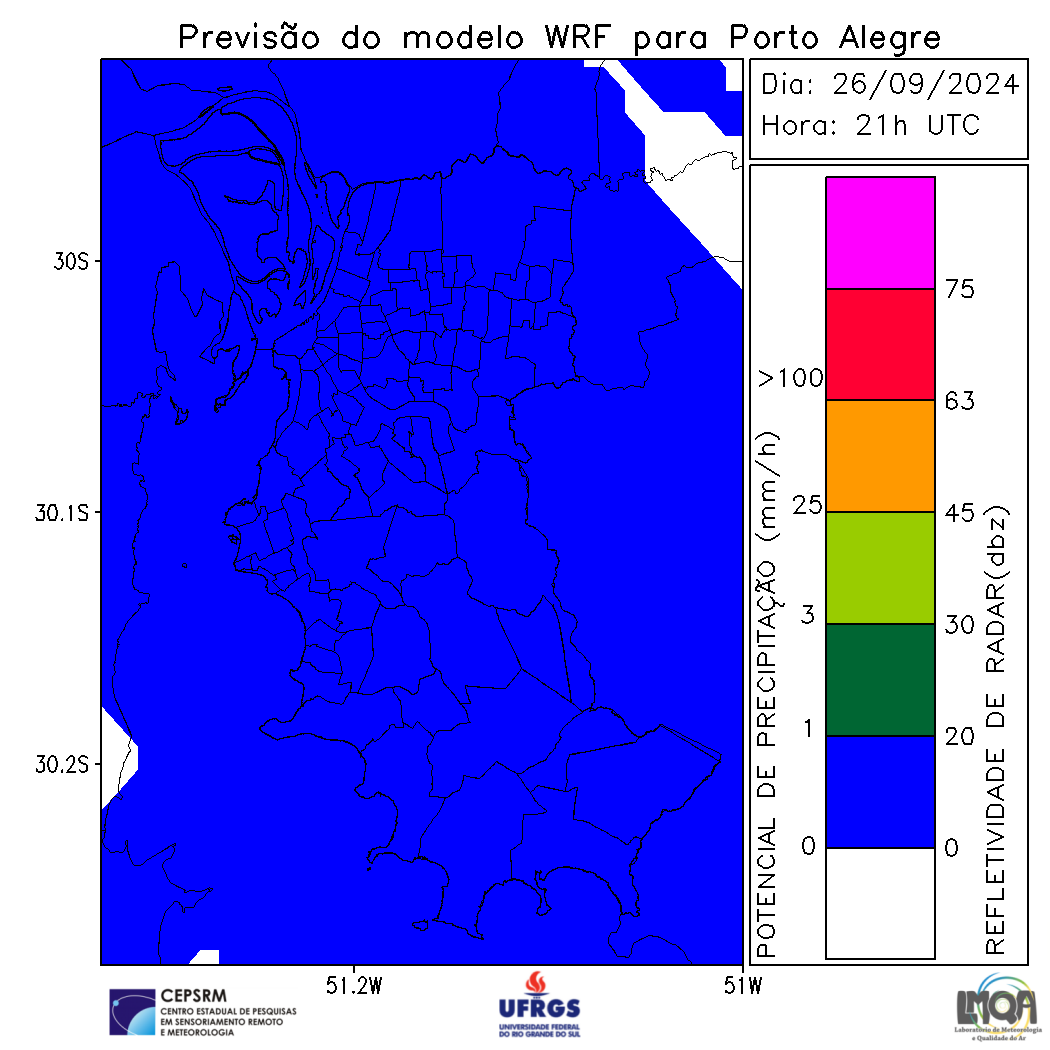 Previsão do modelo WRF para Porto Alegre
Dia: 26/09/2024
Hora: 21h UTC
30S
30.1S
30.2S
51.2W
51W
POTENCIAL DE PRECIPITAÇÃO (mm/h)
>100
25
3
1
0
75
63
45
30
20
0
REFLETIVIDADE DE RADAR(dbz)
CEPSRM
CENTRO ESTADUAL DE PESQUISAS
EM SENSORIAMENTO REMOTO
E METEOROLOGIA
UFRGS
UNIVERSIDADE FEDERAL
DO RIO GRANDE DO SUL
LMQA
Laboratório de Meteorologia
e Qualidade do Ar